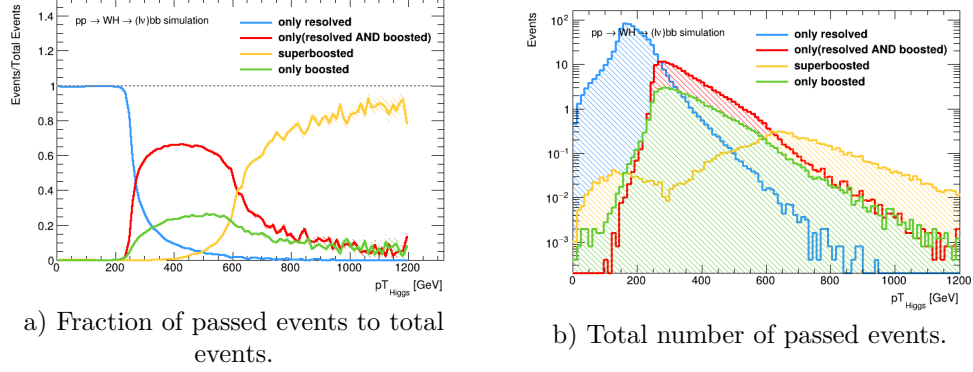 Events/Total Events
1.4
1.2
1
0.8
0.6
0.4
0.2
0
pp → WH → (lv)bb simulation
only resolved
only(resolved AND boosted)
superboosted
only boosted
0 200 400 600 800 1000 1200
pT Higgs [GeV]
a) Fraction of passed events to total
events.
Events
10²
10
1
10⁻¹
10⁻²
10⁻³
pp → WH → (lv)bb simulation
only resolved
only(resolved AND boosted)
superboosted
only boosted
0 200 400 600 800 1000 1200
pT Higgs [GeV]
b) Total number of passed events.